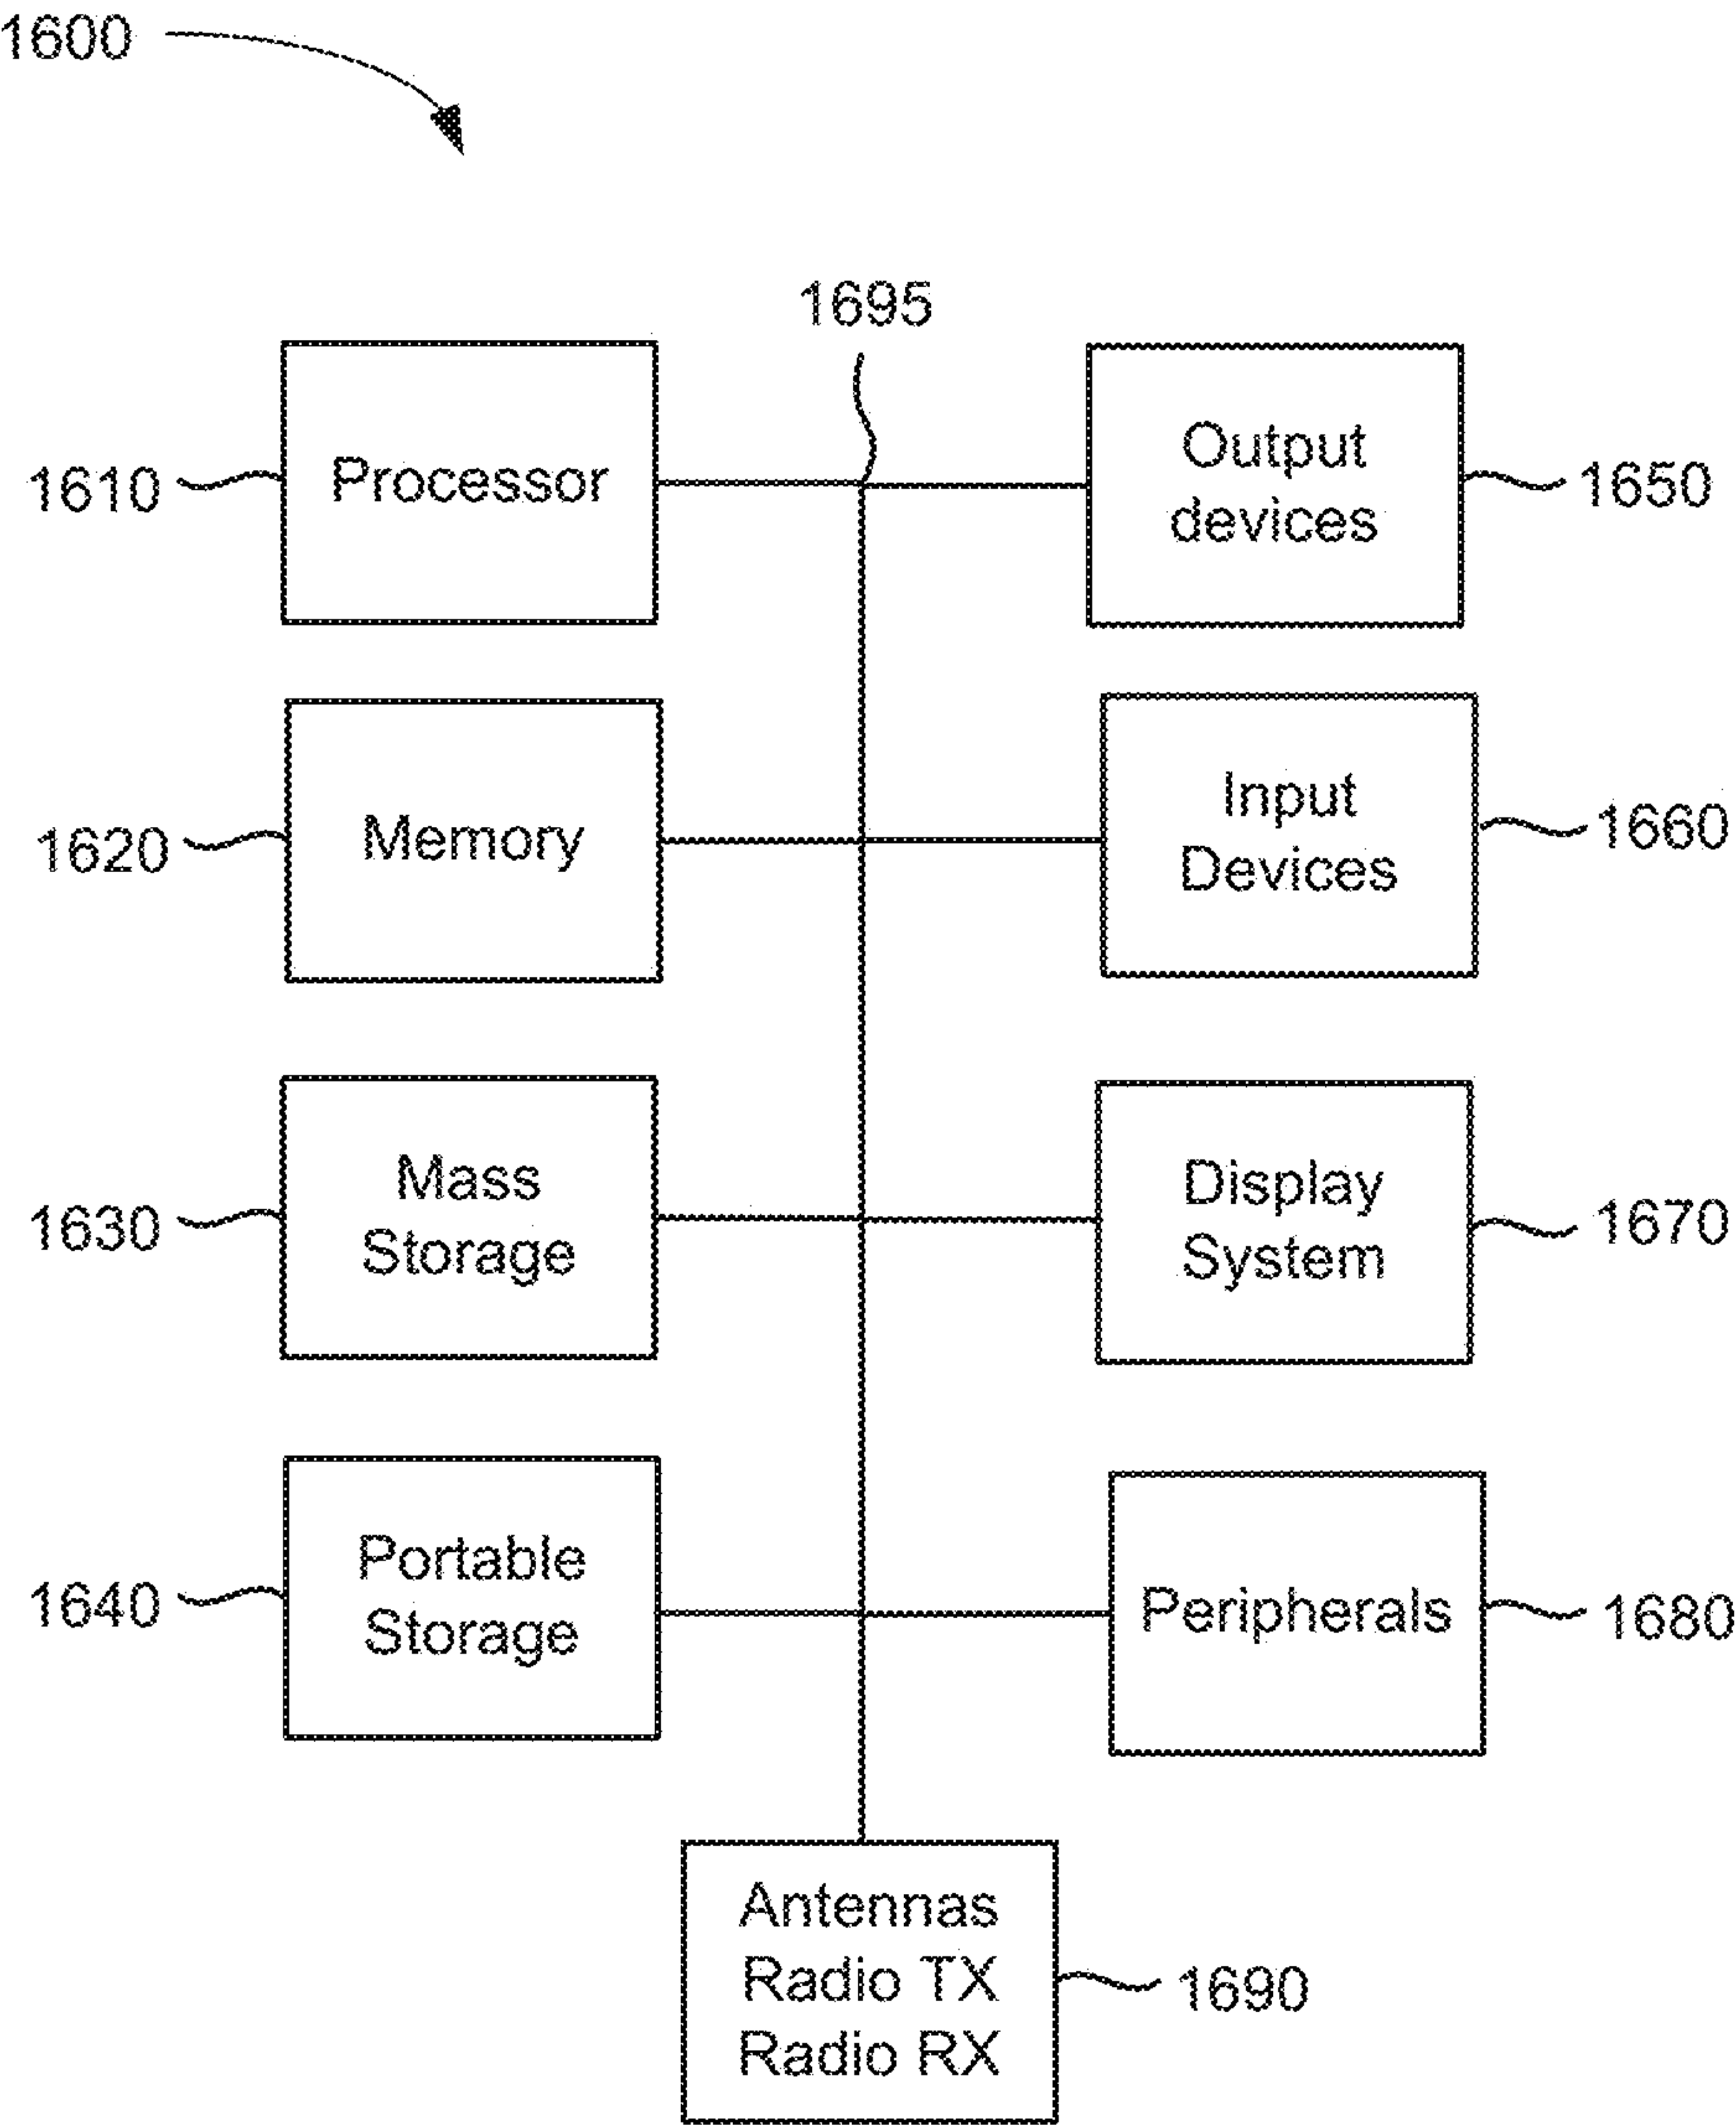 1600
1695
1610
Processor
Output
devices
1650
1620
Memory
Input
Devices
1660
1630
Mass
Storage
Display
System
1670
1640
Portable
Storage
Peripherals
1680
Antennas
Radio TX
Radio RX
1690